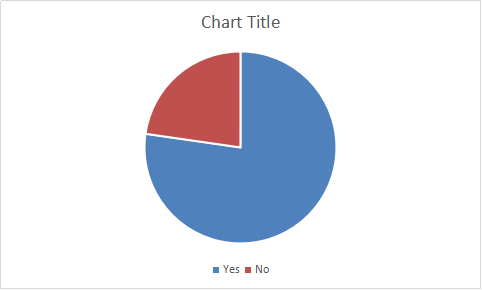 Chart Title
Yes No